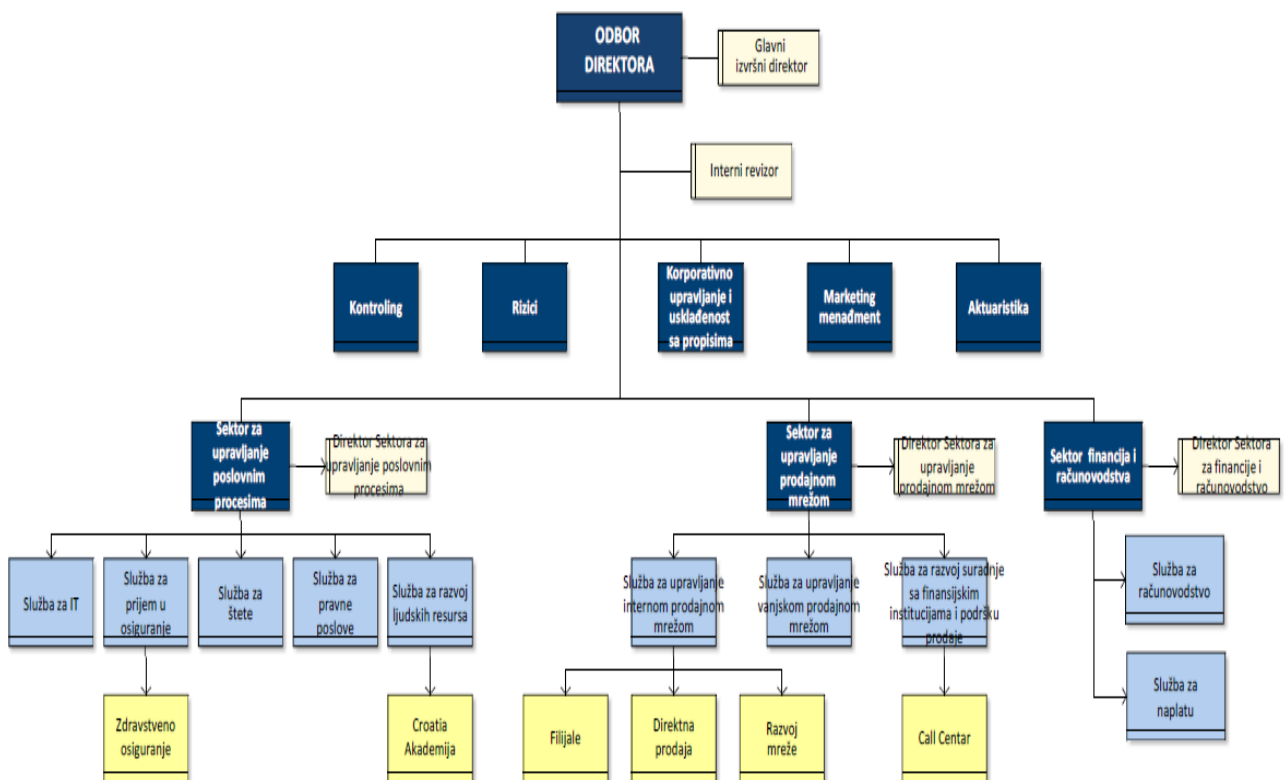 ODBOR
DIREKTORA
Glavni
izvršni direktor
Interni revizor
Kontroling
Rizici
Korporativno
upravljanje i
usklađenost
sa propisima
Marketing
menađment
Aktuaristika
Sektor za
upravljanje
poslovnim
procesima
Direktor Sektora za
upravljanje poslovnim
procesima
Sektor za
upravljanje
prodajnom
mrežom
Direktor Sektora za
upravljanje
prodajnom mrežom
Sektor financija i
računovodstva
Direktor Sektora
za financije i
računovodstvo
Služba za IT
Služba za
prijem u
osiguranje
Služba za
štete
Služba za
pravne
poslove
Služba za razvoj
ljudskih resursa
Služba za upravljanje
internom prodajnom
mrežom
Služba za upravljanje
vanjskom prodajnom
mrežom
Služba za razvoj suradnje
sa finansijskim
institucijama i podršku
prodaje
Služba za
računovodstvo
Služba za
naplatu
Zdravstveno
osiguranje
Croatia
Akademija
Filijale
Direktna
prodaja
Razvoj
mreže
Call Centar